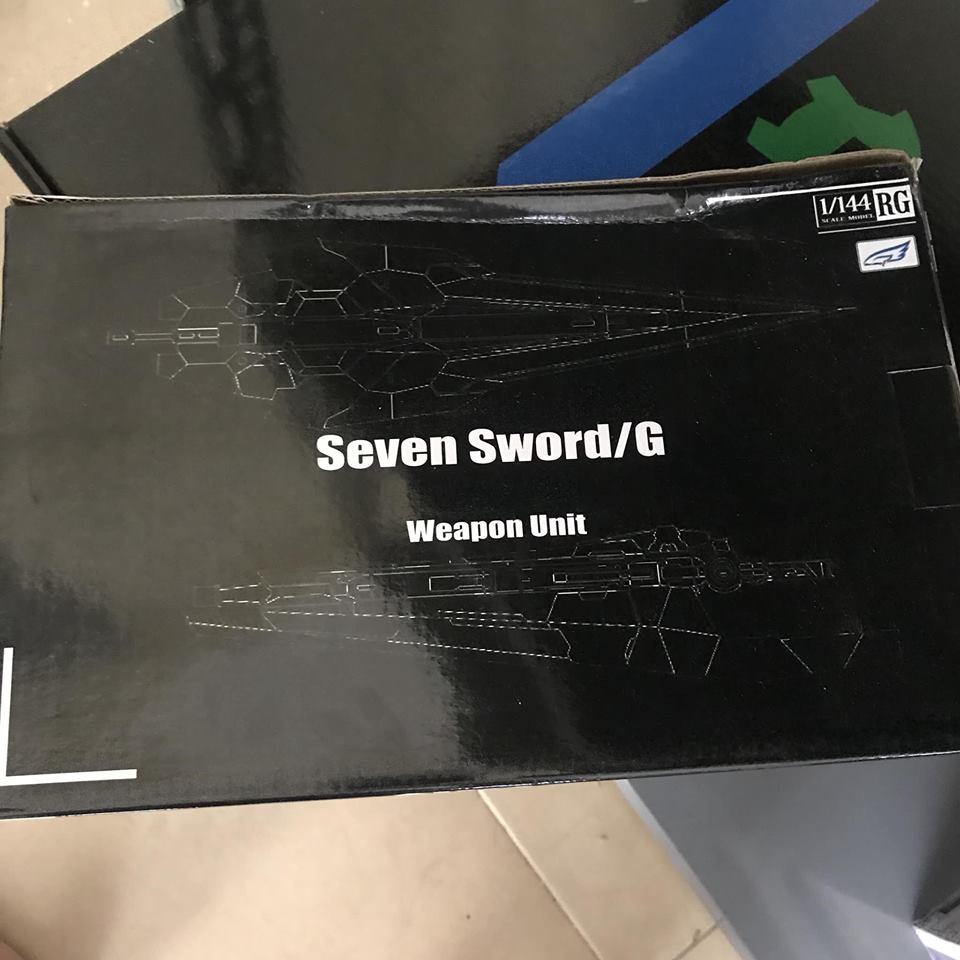 1/144 RG
SCALE MODEL
Seven Sword/G
Weapon Unit